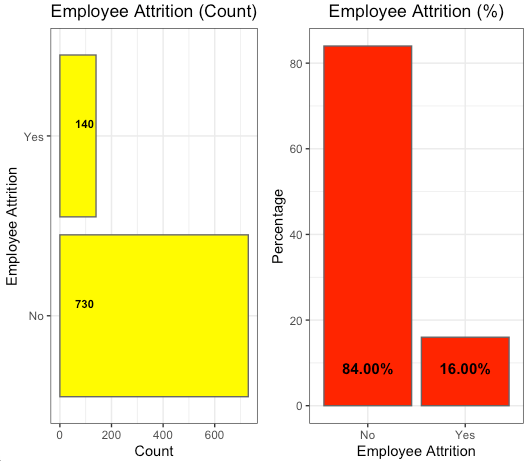 Employee Attrition (Count)
Employee Attrition
Yes
No
140
730
0 200 400 600
Count
Employee Attrition (%)
Percentage
80
60
40
20
0
84.00% 16.00%
No Yes
Employee Attrition